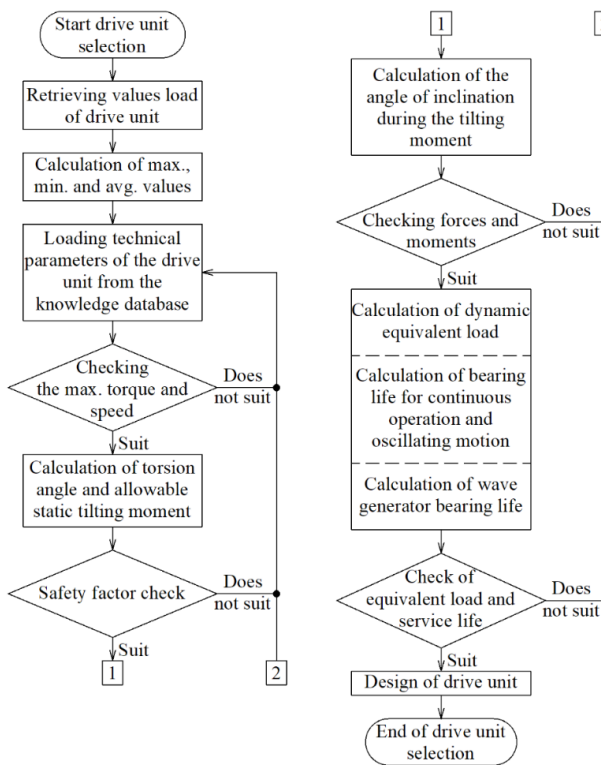 Start drive unit
selection
Retrieving values load
of drive unit
Calculation of max.,
min. and avg. values
Loading technical
parameters of the drive
unit from the
knowledge database
Checking
the max. torque and
speed
Does
not suit
Suit
Calculation of torsion
angle and allowable
static tilting moment
Safety factor check
Does
not suit
Suit
1
2
1
Calculation of the
angle of inclination
during the tilting
moment
Checking forces and
moments
Does
not suit
Suit
Calculation of dynamic
equivalent load
Calculation of bearing
life for continuous
operation and
oscillating motion
Calculation of wave
generator bearing life
Check of
equivalent load and
service life
Does
not suit
Suit
Design of drive unit
End of drive unit
selection